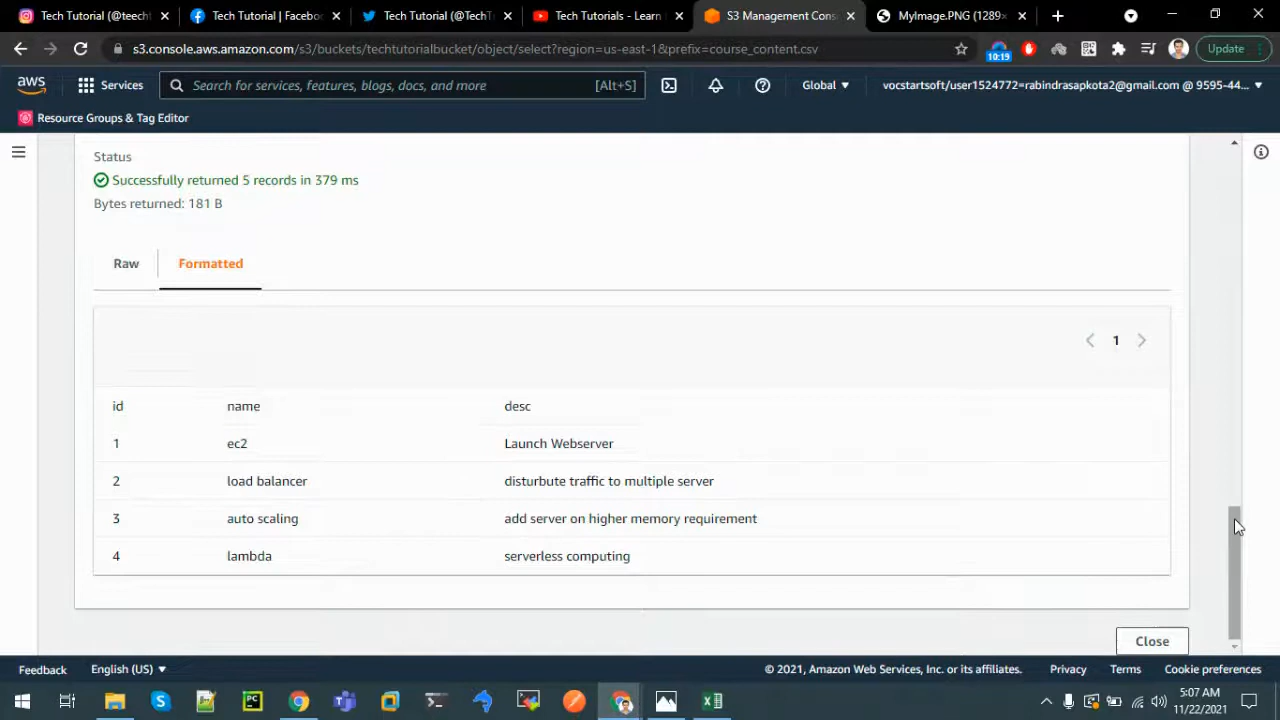 Tech Tutorial (@teecht
Tech Tutorial | Facebo
Tech Tutorial (@TechT
Tech Tutorials - Learn
S3 Management Cons
MyImage.PNG (1289×
s3.console.aws.amazon.com/s3/buckets/techtutorialbucket/object/select?region=us-east-1&prefix=course_content.csv
10:19
Update
aws
Services
Search for services, features, blogs, docs, and more
[Alt+S]
Global
vocstartsoft/user1524772=rabindrasapkota2@gmail.com @ 9595-44...
Resource Groups & Tag Editor
Status
Successfully returned 5 records in 379 ms
Bytes returned: 181 B
Raw
Formatted
1
id name desc
1 ec2 Launch Webserver
2 load balancer disturbute traffic to multiple server
3 auto scaling add server on higher memory requirement
4 lambda serverless computing
Close
Feedback
English (US)
© 2021, Amazon Web Services, Inc. or its affiliates.
Privacy
Terms
Cookie preferences
5:07 AM
11/22/2021